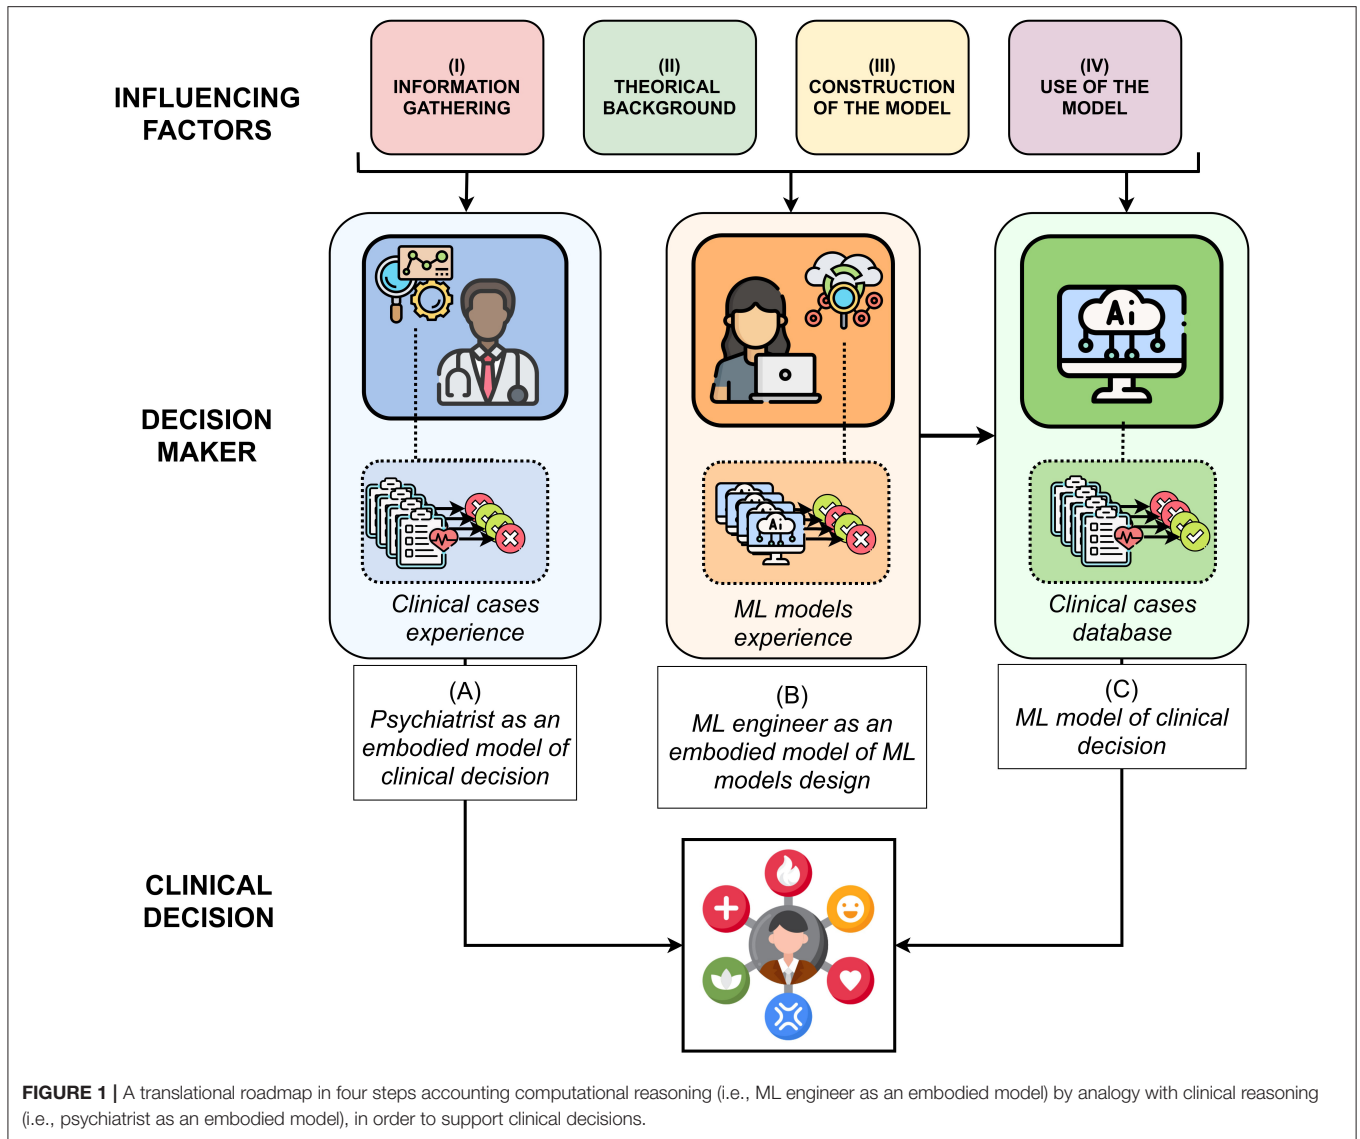 INFLUENCING
FACTORS
(I)
INFORMATION
GATHERING
(II)
THEORICAL
BACKGROUND
(III)
CONSTRUCTION
OF THE MODEL
(IV)
USE OF THE
MODEL
DECISION
MAKER
Ai
Ai
Clinical cases
experience
ML models
experience
Clinical cases
database
(A)
Psychiatrist as an
embodied model of
clinical decision
(B)
ML engineer as an
embodied model of ML
models design
(C)
ML model of clinical
decision
CLINICAL
DECISION
FIGURE 1 | A translational roadmap in four steps accounting computational reasoning (i.e., ML engineer as an embodied model) by analogy with clinical reasoning
(i.e., psychiatrist as an embodied model), in order to support clinical decisions.